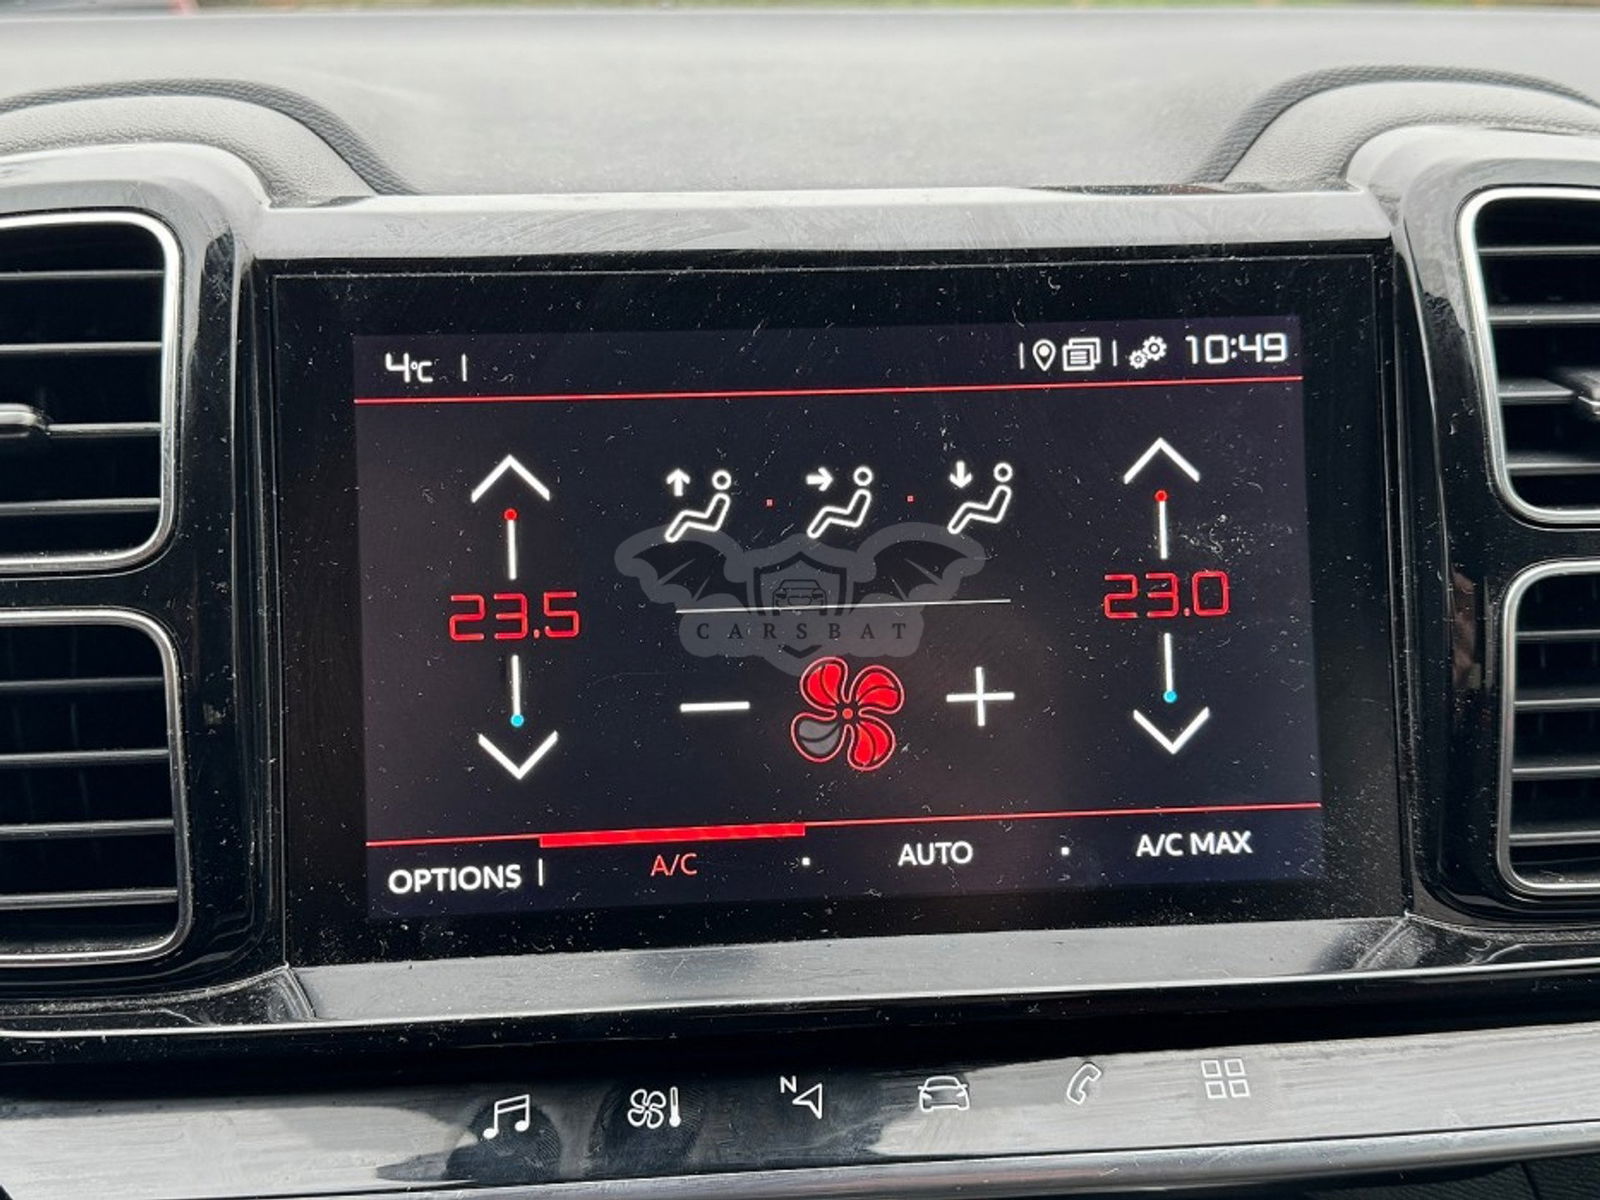 4°C 10:49
23.5 23.0
CARSBAT
OPTIONS A/C AUTO A/C MAX
N